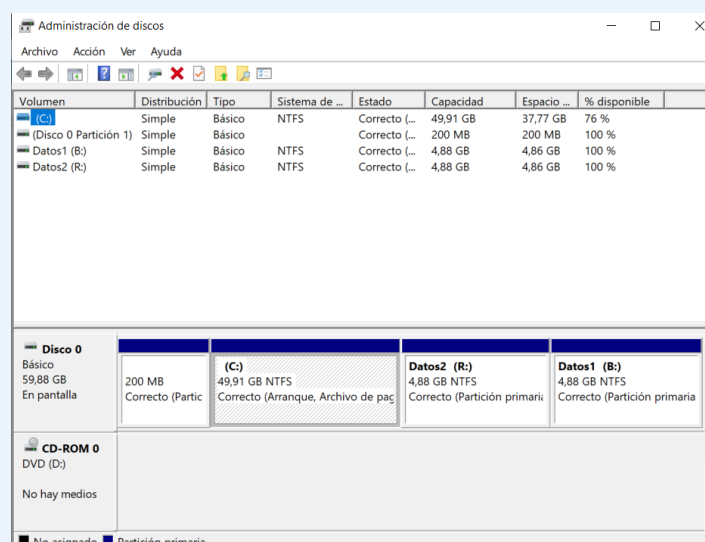 Administración de discos
Archivo Acción Ver Ayuda
Volumen Distribución Tipo Sistema de ... Estado Capacidad Espacio ... % disponible
(C:) Simple Básico NTFS Correcto (... 49,91 GB 37,77 GB 76 %
(Disco 0 Partición 1) Simple Básico Correcto (... 200 MB 200 MB 100 %
Datos1 (B:) Simple Básico NTFS Correcto (... 4,88 GB 4,86 GB 100 %
Datos2 (R:) Simple Básico NTFS Correcto (... 4,88 GB 4,86 GB 100 %
Disco 0
Básico
59,88 GB
En pantalla
200 MB
Correcto (Partic
(C:)
49,91 GB NTFS
Correcto (Arranque, Archivo de pag
Datos2 (R:)
4,88 GB NTFS
Correcto (Partición primaria
Datos1 (B:)
4,88 GB NTFS
Correcto (Partición primaria
CD-ROM 0
DVD (D:)
No hay medios
No asignado Partición primaria